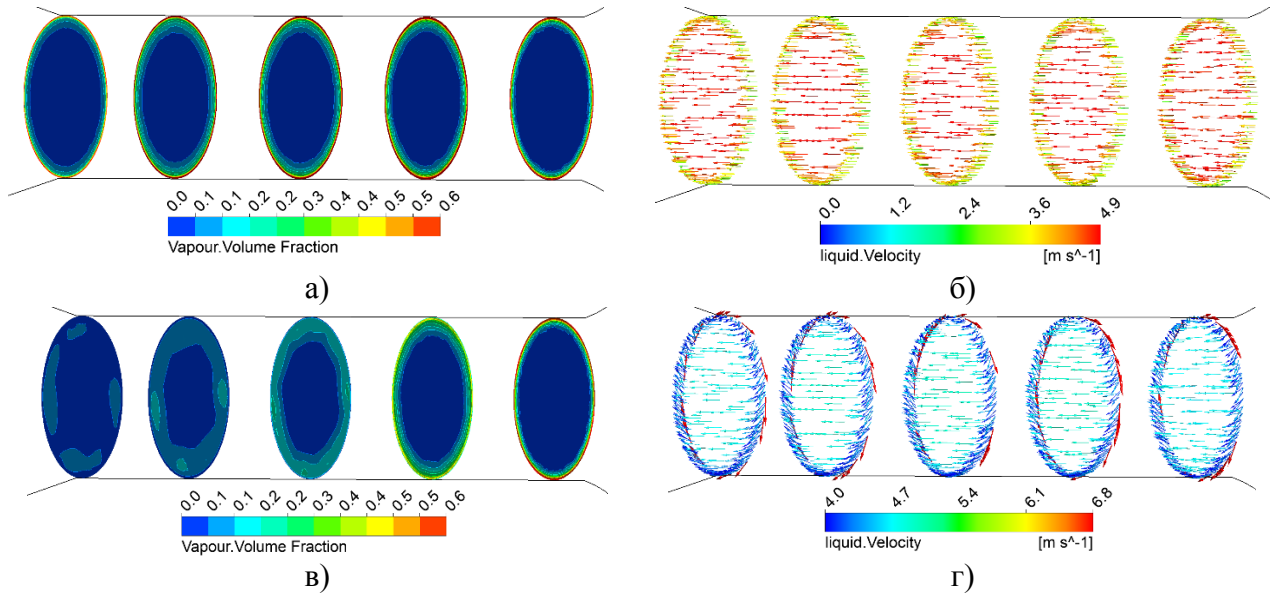 0.0 0.1 0.1 0.2 0.2 0.3 0.4 0.4 0.5 0.5 0.6
Vapour.Volume Fraction
а)
0.0 1.2 2.4 3.6 4.9
liquid.Velocity [m s^-1]
б)
0.0 0.1 0.1 0.2 0.2 0.3 0.4 0.4 0.5 0.5 0.6
Vapour.Volume Fraction
в)
4.0 4.7 5.4 6.1 6.8
liquid.Velocity [m s^-1]
г)